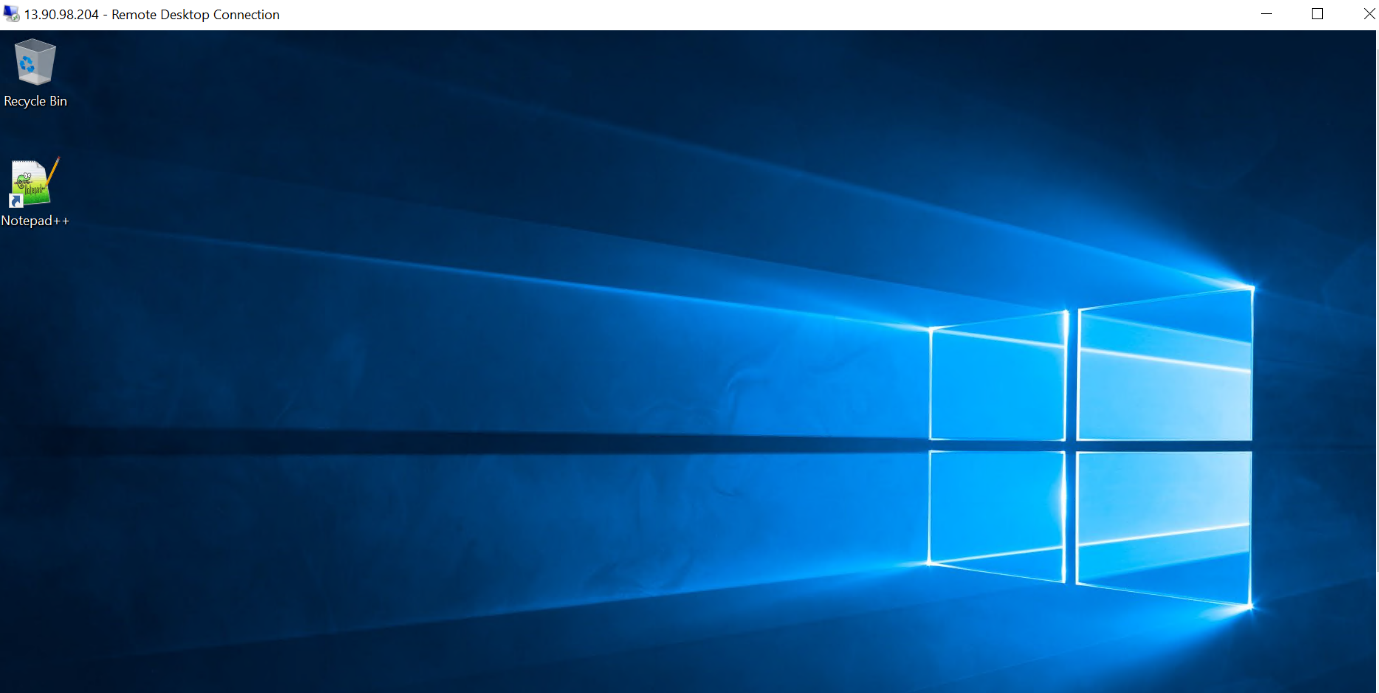 13.90.98.204 - Remote Desktop Connection
Recycle Bin
Notepad++